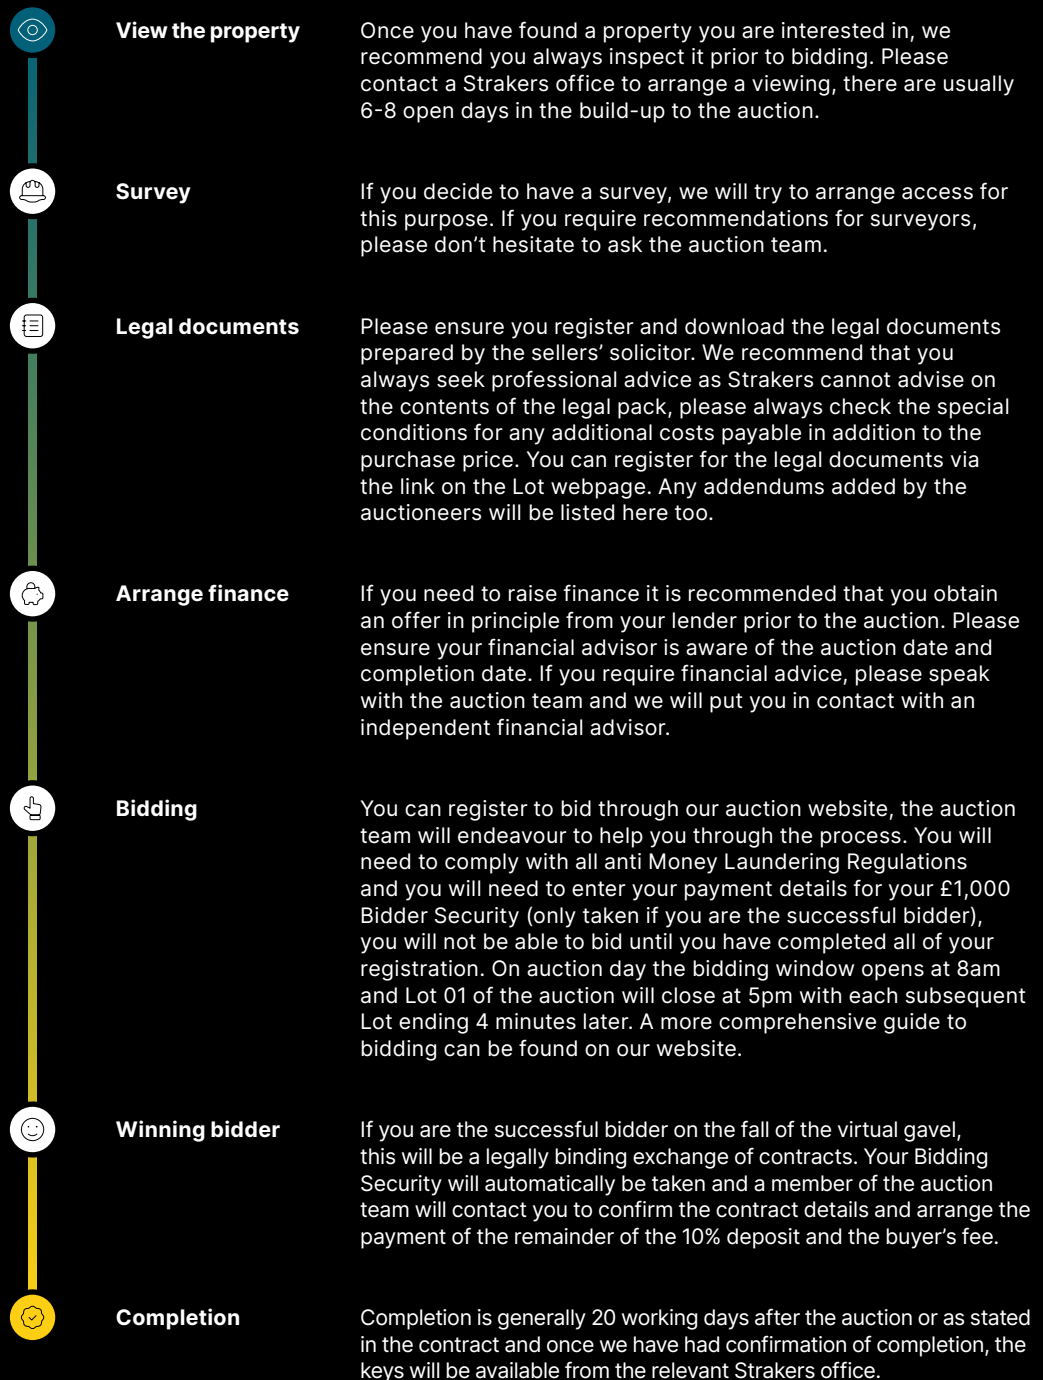 View the property
Once you have found a property you are interested in, we
recommend you always inspect it prior to bidding. Please
contact a Strakers office to arrange a viewing, there are usually
6-8 open days in the build-up to the auction.
Survey
If you decide to have a survey, we will try to arrange access for
this purpose. If you require recommendations for surveyors,
please don’t hesitate to ask the auction team.
Legal documents
Please ensure you register and download the legal documents
prepared by the sellers’ solicitor. We recommend that you
always seek professional advice as Strakers cannot advise on
the contents of the legal pack, please always check the special
conditions for any additional costs payable in addition to the
purchase price. You can register for the legal documents via
the link on the Lot webpage. Any addendums added by the
auctioneers will be listed here too.
Arrange finance
If you need to raise finance it is recommended that you obtain
an offer in principle from your lender prior to the auction. Please
ensure your financial advisor is aware of the auction date and
completion date. If you require financial advice, please speak
with the auction team and we will put you in contact with an
independent financial advisor.
Bidding
You can register to bid through our auction website, the auction
team will endeavour to help you through the process. You will
need to comply with all anti Money Laundering Regulations
and you will need to enter your payment details for your £1,000
Bidder Security (only taken if you are the successful bidder),
you will not be able to bid until you have completed all of your
registration. On auction day the bidding window opens at 8am
and Lot 01 of the auction will close at 5pm with each subsequent
Lot ending 4 minutes later. A more comprehensive guide to
bidding can be found on our website.
Winning bidder
If you are the successful bidder on the fall of the virtual gavel,
this will be a legally binding exchange of contracts. Your Bidding
Security will automatically be taken and a member of the auction
team will contact you to confirm the contract details and arrange the
payment of the remainder of the 10% deposit and the buyer’s fee.
Completion
Completion is generally 20 working days after the auction or as stated
in the contract and once we have had confirmation of completion, the
keys will be available from the relevant Strakers office.